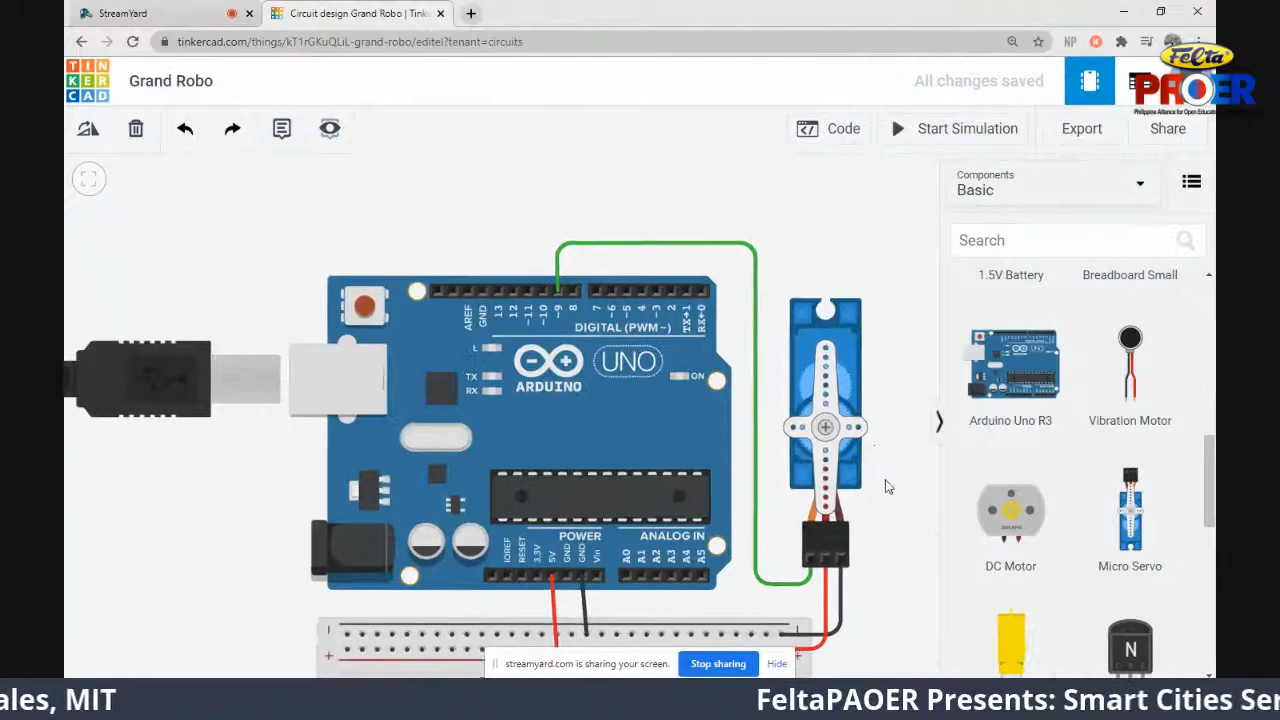 StreamYard
Circuit design Grand Robo | Tink
tinkercad.com/things/kT1rGKuQLiL-grand-robo/editel?tenant=circuits
NP
FELTA
PAOER
TIN
KER
CAD
Grand Robo
All changes saved
Code
Start Simulation
Export
Share
Components
Basic
Search
1.5V Battery
Breadboard Small
AREF
GND
13
12
~11
~10
~9
8
7
~6
~5
4
~3
2
TX→1
RX←0
DIGITAL (PWM~)
L
TX
RX
UNO
ARDUINO
ON
Arduino Uno R3
Vibration Motor
POWER
ANALOG IN
IOREF
RESET
3.3V
5V
GND
GND
Vin
A0
A1
A2
A3
A4
A5
DC Motor
Micro Servo
N
streamyard.com is sharing your screen.
Stop sharing
Hide
ales, MIT
FeltaPAOER Presents: Smart Cities Ser